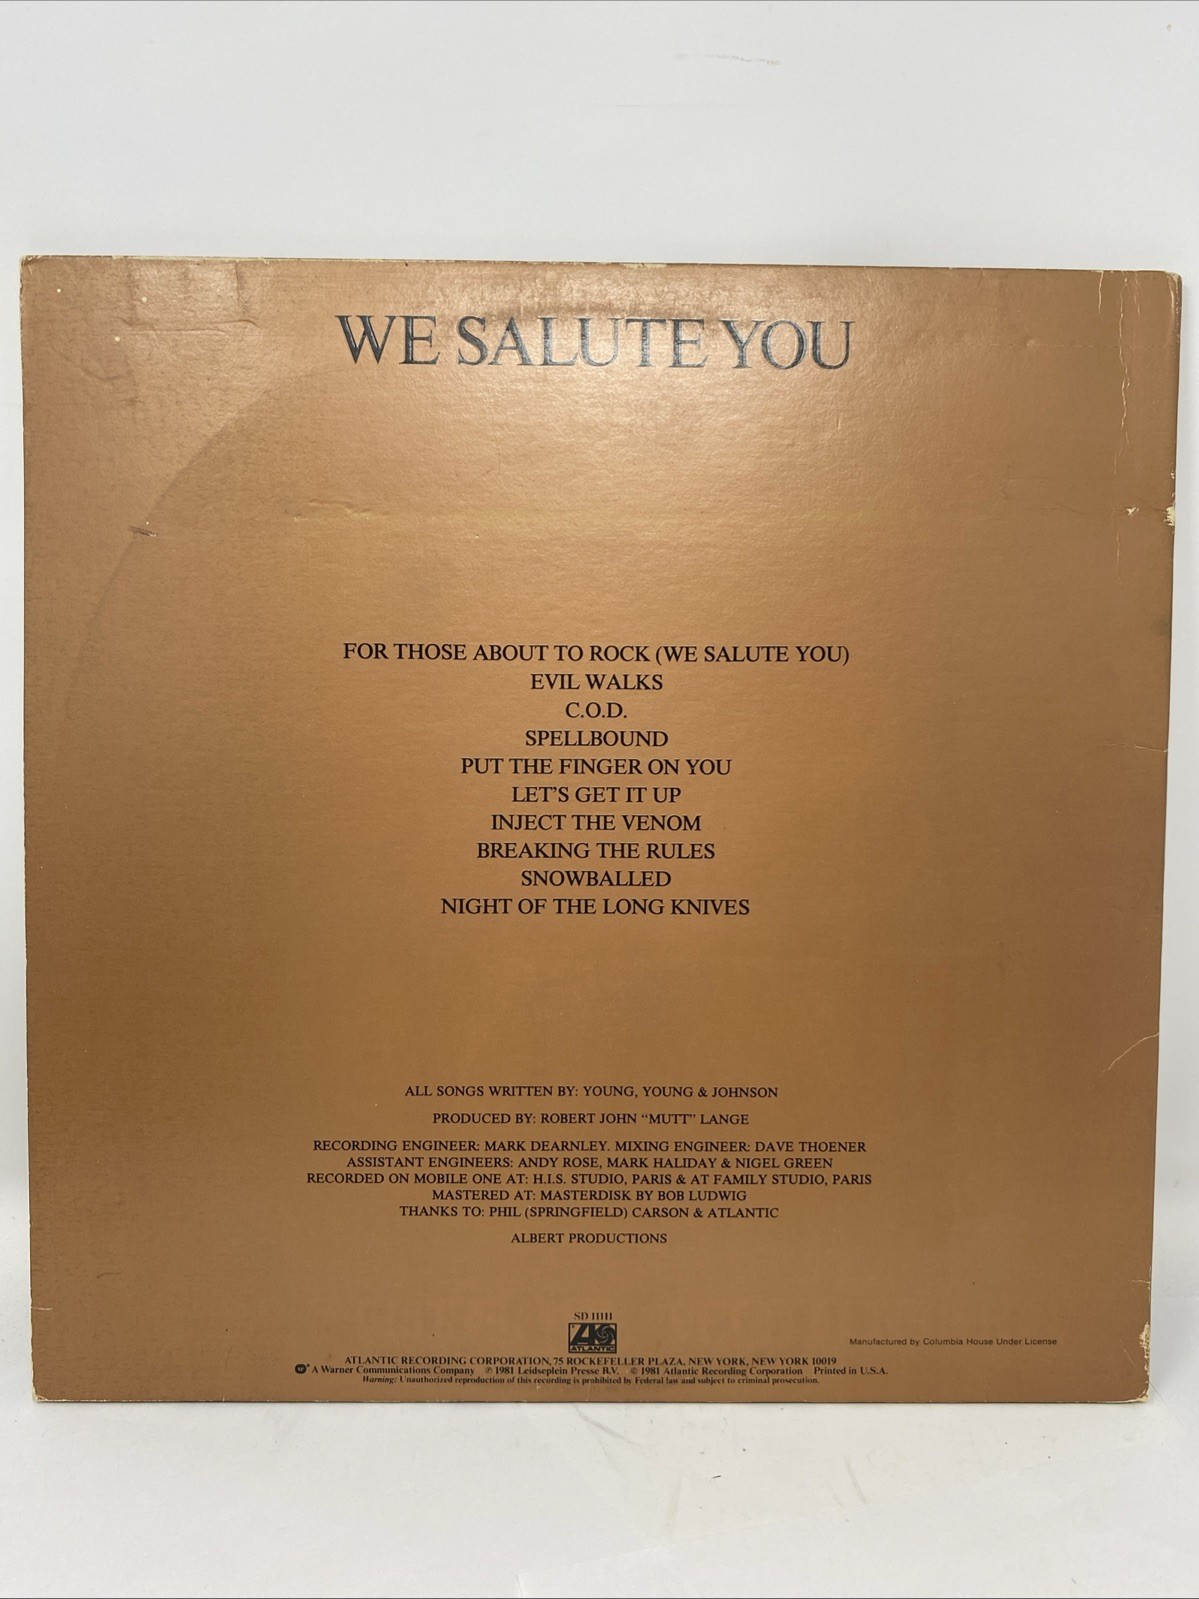 WE SALUTE YOU
FOR THOSE ABOUT TO ROCK (WE SALUTE YOU)
EVIL WALKS
C.O.D.
SPELLBOUND
PUT THE FINGER ON YOU
LET'S GET IT UP
INJECT THE VENOM
BREAKING THE RULES
SNOWBALLED
NIGHT OF THE LONG KNIVES
ALL SONGS WRITTEN BY: YOUNG, YOUNG & JOHNSON
PRODUCED BY: ROBERT JOHN "MUTT" LANGE
RECORDING ENGINEER: MARK DEARNLEY. MIXING ENGINEER: DAVE THOENER
ASSISTANT ENGINEERS: ANDY ROSE, MARK HALIDAY & NIGEL GREEN
RECORDED ON MOBILE ONE AT: H.I.S. STUDIO, PARIS & AT FAMILY STUDIO, PARIS
MASTERED AT: MASTERDISK BY BOB LUDWIG
THANKS TO: PHIL (SPRINGFIELD) CARSON & ATLANTIC
ALBERT PRODUCTIONS
SD 11111
ATLANTIC
Manufactured by Columbia House Under License
ATLANTIC RECORDING CORPORATION, 75 ROCKEFELLER PLAZA, NEW YORK, NEW YORK 10019
A Warner Communications Company ℗ 1981 Leidseplein Presse B.V. © 1981 Atlantic Recording Corporation Printed in U.S.A.
Warning: Unauthorized reproduction of this recording is prohibited by Federal law and subject to criminal prosecution.